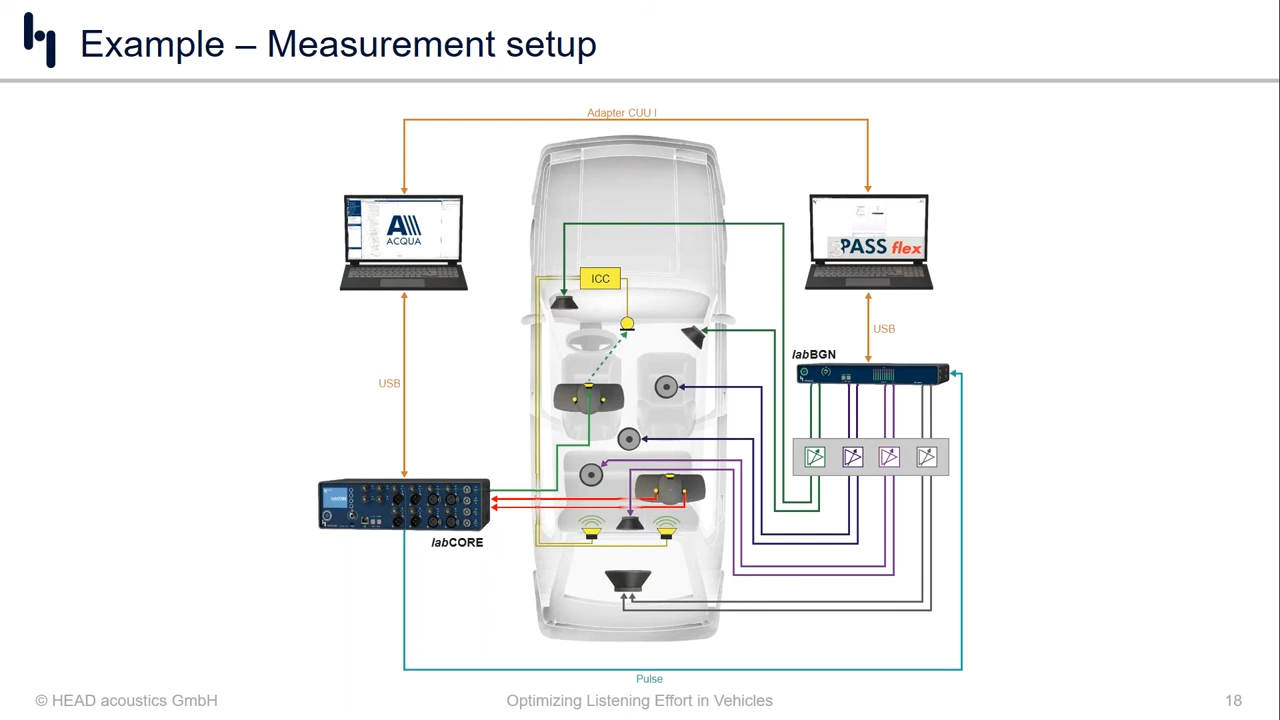 Example – Measurement setup
Adapter CUU I
ACQUA
PASS flex
ICC
USB
labBGN
USB
labCORE
labCORE
Pulse
© HEAD acoustics GmbH
Optimizing Listening Effort in Vehicles
18